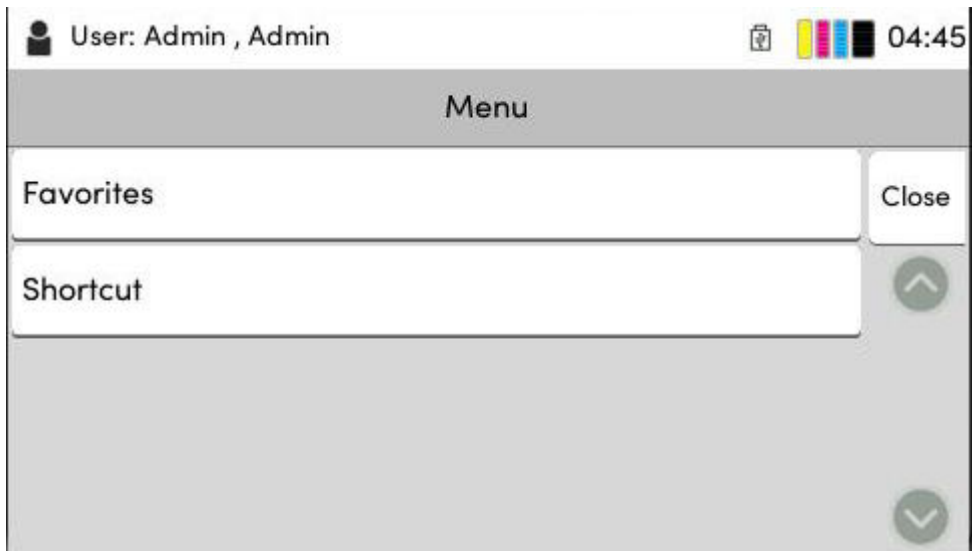 User: Admin , Admin 04:45
Menu
Favorites
Close
Shortcut